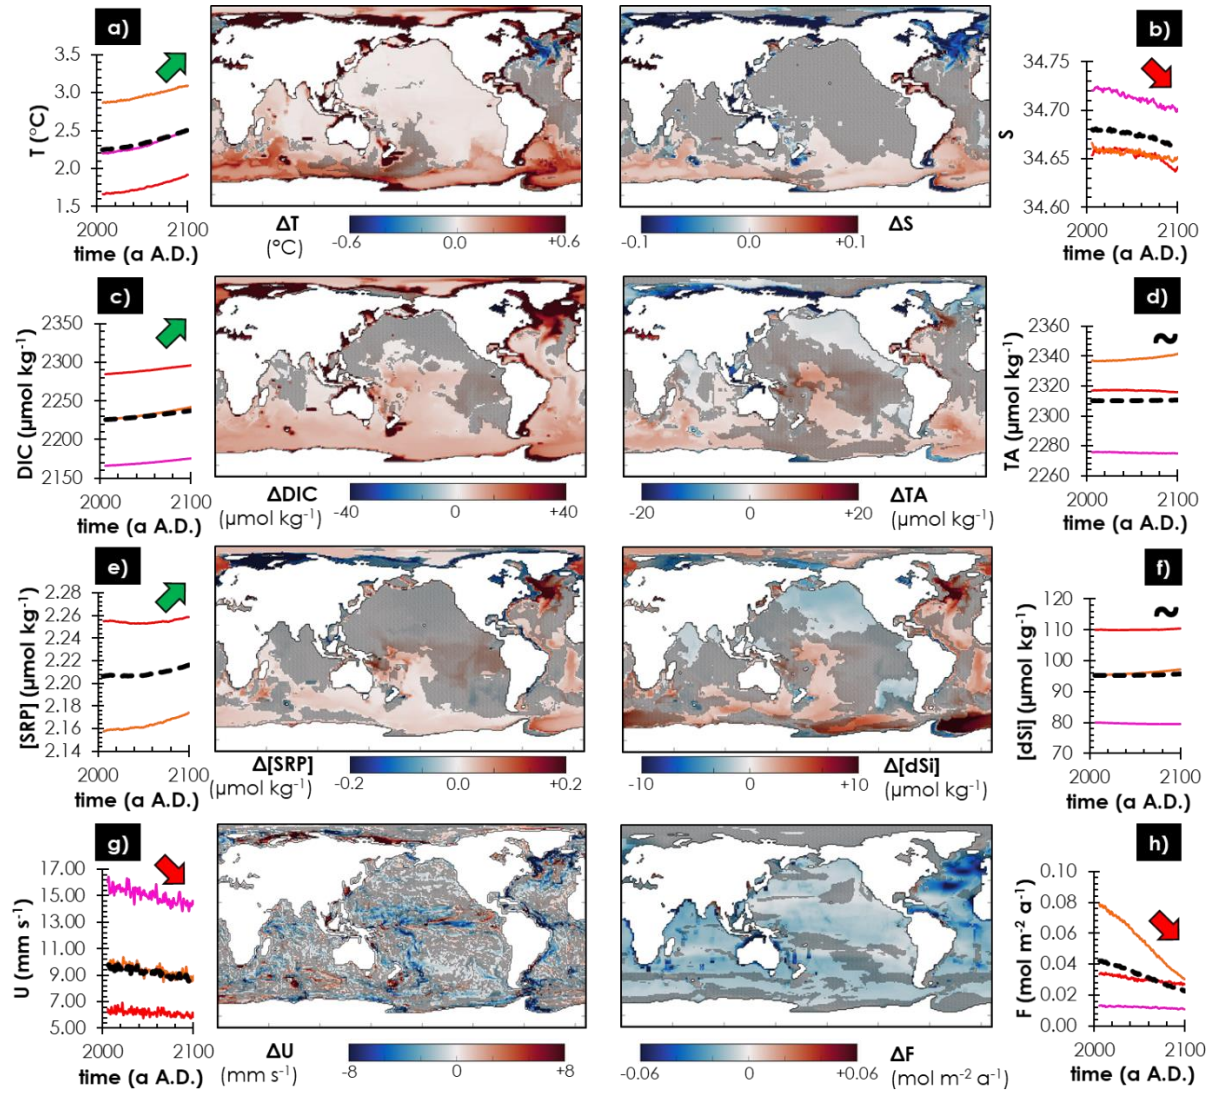 a)
3.5
3.0
2.5
2.0
1.5
T (°C)
2000 2100
time (a A.D.)
ΔT
(°C)
-0.6 0.0 +0.6
b)
34.75
34.70
34.65
34.60
S
2000 2100
time (a A.D.)
-0.1 0.0 +0.1
ΔS
c)
2350
2300
2250
2200
2150
DIC (µmol kg-1)
2000 2100
time (a A.D.)
ΔDIC
(µmol kg-1)
-40 0 +40
d)
~
2360
2340
2320
2300
2280
2260
TA (µmol kg-1)
2000 2100
time (a A.D.)
-20 0 +20
ΔTA
(µmol kg-1)
e)
2.28
2.26
2.24
2.22
2.20
2.18
2.16
2.14
[SRP] (µmol kg-1)
2000 2100
time (a A.D.)
Δ[SRP]
(µmol kg-1)
-0.2 0.0 +0.2
f)
~
120
110
100
90
80
70
[dSi] (µmol kg-1)
2000 2100
time (a A.D.)
-10 0 +10
Δ[dSi]
(µmol kg-1)
g)
17.00
15.00
13.00
11.00
9.00
7.00
5.00
U (mm s-1)
2000 2100
time (a A.D.)
ΔU
(mm s-1)
-8 0 +8
h)
0.10
0.08
0.06
0.04
0.02
0.00
F (mol m-2 a-1)
2000 2100
time (a A.D.)
-0.06 0 +0.06
ΔF
(mol m-2 a-1)